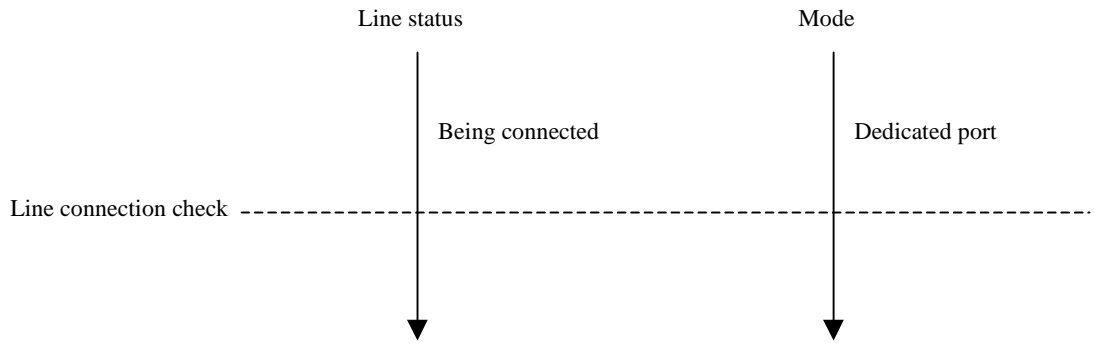 Line status
Mode
Being connected
Dedicated port
Line connection check